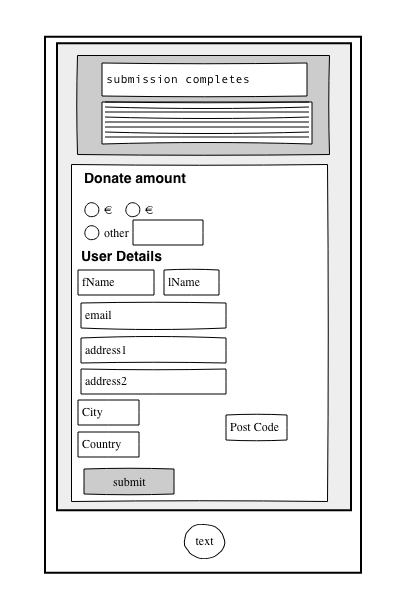 submission completes
Donate amount
€ €
other
User Details
fName lName
email
address1
address2
City
Post Code
Country
submit
text